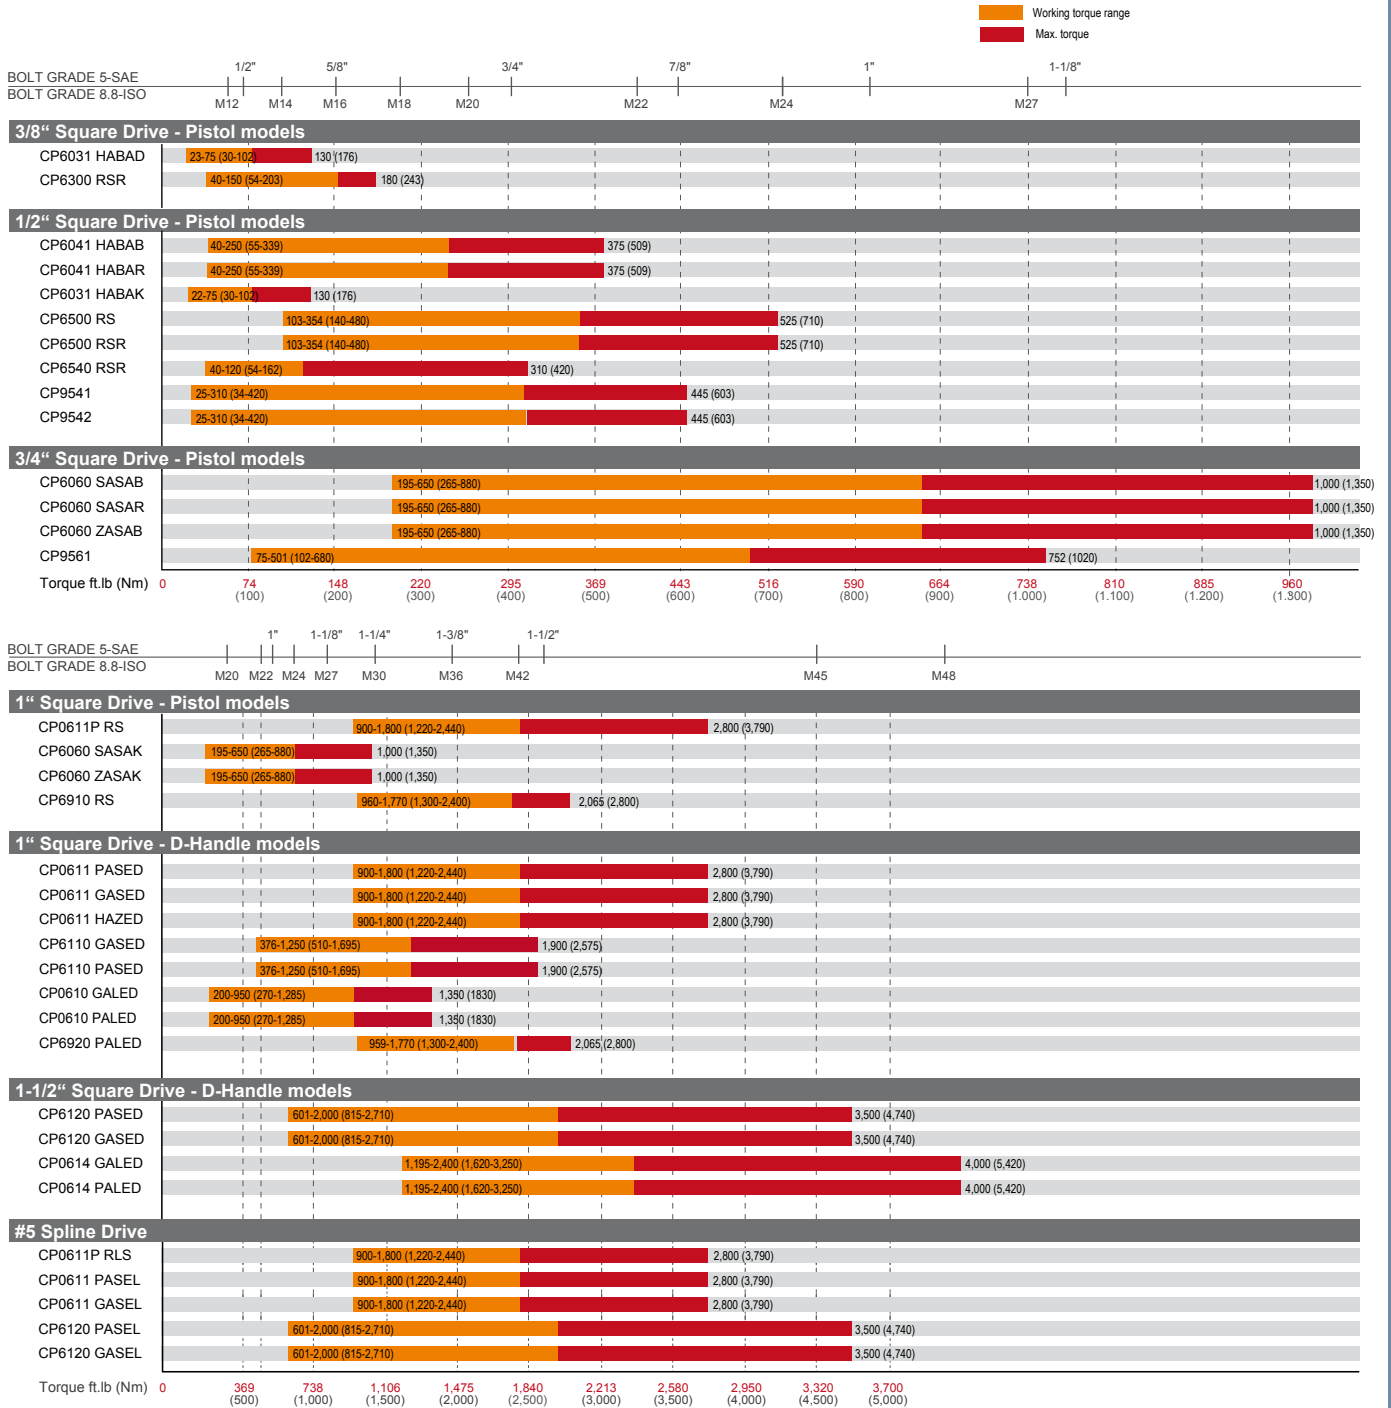 Working torque range
Max. torque
1/2" 5/8" 3/4" 7/8" 1" 1-1/8"
BOLT GRADE 5-SAE
BOLT GRADE 8.8-ISO
M12 M14 M16 M18 M20 M22 M24 M27
3/8“ Square Drive - Pistol models
CP6031 HABAD 23-75 (30-102) 130 (176)
CP6300 RSR 40-150 (54-203) 180 (243)
1/2“ Square Drive - Pistol models
CP6041 HABAB 40-250 (55-339) 375 (509)
CP6041 HABAR 40-250 (55-339) 375 (509)
CP6031 HABAK 22-75 (30-102) 130 (176)
CP6500 RS 103-354 (140-480) 525 (710)
CP6500 RSR 103-354 (140-480) 525 (710)
CP6540 RSR 40-120 (54-162) 310 (420)
CP9541 25-310 (34-420) 445 (603)
CP9542 25-310 (34-420) 445 (603)
3/4“ Square Drive - Pistol models
CP6060 SASAB 195-650 (265-880) 1,000 (1,350)
CP6060 SASAR 195-650 (265-880) 1,000 (1,350)
CP6060 ZASAB 195-650 (265-880) 1,000 (1,350)
CP9561 75-501 (102-680) 752 (1020)
Torque ft.lb (Nm) 0 74 148 220 295 369 443 516 590 664 738 810 885 960
(100) (200) (300) (400) (500) (600) (700) (800) (900) (1.000) (1.100) (1.200) (1.300)
1" 1-1/8" 1-1/4" 1-3/8" 1-1/2"
BOLT GRADE 5-SAE
BOLT GRADE 8.8-ISO
M20 M22 M24 M27 M30 M36 M42 M45 M48
1“ Square Drive - Pistol models
CP0611P RS 900-1,800 (1,220-2,440) 2,800 (3,790)
CP6060 SASAK 195-650 (265-880) 1,000 (1,350)
CP6060 ZASAK 195-650 (265-880) 1,000 (1,350)
CP6910 RS 960-1,770 (1,300-2,400) 2,065 (2,800)
1“ Square Drive - D-Handle models
CP0611 PASED 900-1,800 (1,220-2,440) 2,800 (3,790)
CP0611 GASED 900-1,800 (1,220-2,440) 2,800 (3,790)
CP0611 HAZED 900-1,800 (1,220-2,440) 2,800 (3,790)
CP6110 GASED 376-1,250 (510-1,695) 1,900 (2,575)
CP6110 PASED 376-1,250 (510-1,695) 1,900 (2,575)
CP0610 GALED 200-950 (270-1,285) 1,350 (1830)
CP0610 PALED 200-950 (270-1,285) 1,350 (1830)
CP6920 PALED 959-1,770 (1,300-2,400) 2,065 (2,800)
1-1/2“ Square Drive - D-Handle models
CP6120 PASED 601-2,000 (815-2,710) 3,500 (4,740)
CP6120 GASED 601-2,000 (815-2,710) 3,500 (4,740)
CP0614 GALED 1,195-2,400 (1,620-3,250) 4,000 (5,420)
CP0614 PALED 1,195-2,400 (1,620-3,250) 4,000 (5,420)
#5 Spline Drive
CP0611P RLS 900-1,800 (1,220-2,440) 2,800 (3,790)
CP0611 PASEL 900-1,800 (1,220-2,440) 2,800 (3,790)
CP0611 GASEL 900-1,800 (1,220-2,440) 2,800 (3,790)
CP6120 PASEL 601-2,000 (815-2,710) 3,500 (4,740)
CP6120 GASEL 601-2,000 (815-2,710) 3,500 (4,740)
Torque ft.lb (Nm) 0 369 738 1,106 1,475 1,840 2,213 2,580 2,950 3,320 3,700
(500) (1,000) (1,500) (2,000) (2,500) (3,000) (3,500) (4,000) (4,500) (5,000)